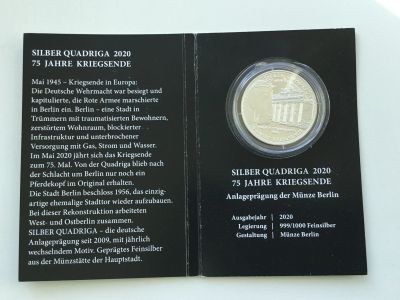 SILBER QUADRIGA 2020
75 JAHRE KRIEGSENDE
Mai 1945 – Kriegsende in Europa:
Die Deutsche Wehrmacht war besiegt und
kapitulierte, die Rote Armee marschierte
in Berlin ein. Berlin – eine Stadt in
Trümmern mit traumatisierten Bewohnern,
zerstörtem Wohnraum, blockierter
Infrastruktur und unterbrochener
Versorgung mit Gas, Strom und Wasser.
Im Mai 2020 jährt sich das Kriegsende
zum 75. Mal. Von der Quadriga blieb nach
der Schlacht um Berlin nur noch ein
Pferdekopf im Original erhalten.
Die Stadt Berlin beschloss 1956, das einzig-
artige ehemalige Stadttor wieder aufzubauen.
Bei dieser Rekonstruktion arbeiteten
West- und Ostberlin zusammen.
SILBER QUADRIGA – die deutsche
Anlageprägung seit 2009, mit jährlich
wechselndem Motiv. Geprägtes Feinsilber
aus der Münzstätte der Hauptstadt.
SILBER QUADRIGA 2020
75 JAHRE KRIEGSENDE
Anlageprägung der Münze Berlin
Ausgabejahr | 2020
Legierung | 999/1000 Feinsilber
Gestaltung | Münze Berlin